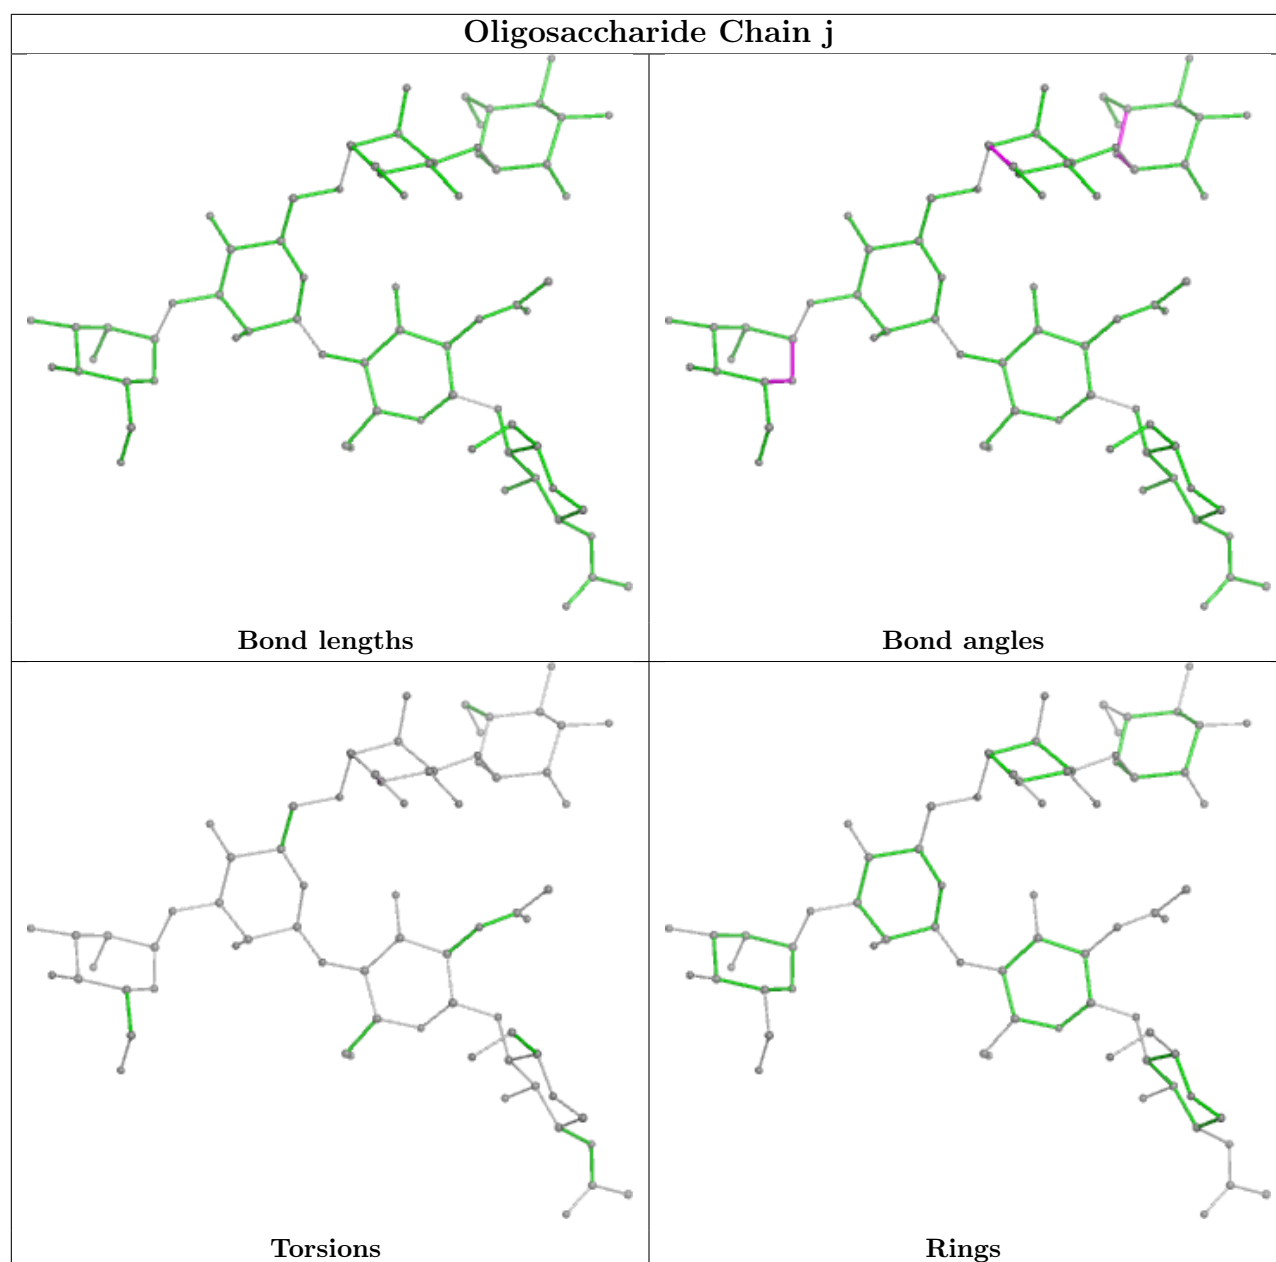 Oligosaccharide Chain j
Bond lengths
Bond angles
Torsions
Rings